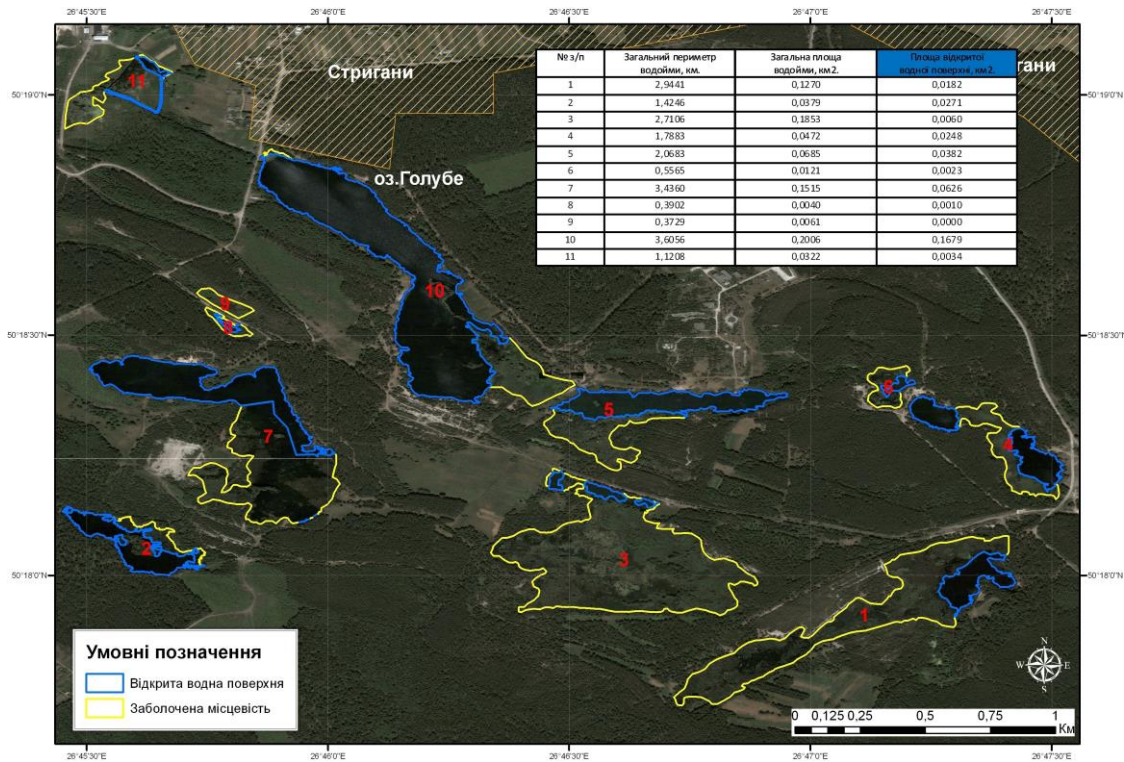 26°45'30"E 26°46'0"E 26°46'30"E 26°47'0"E 26°47'30"E
Стригани
гани
№ з/п Загальний периметр водойми, км. Загальна площа водойми, км2. Площа відкритої водної поверхні, км2.
1 2,9441 0,1270 0,0182
2 1,4246 0,0379 0,0271
3 2,7106 0,1853 0,0060
4 1,7883 0,0472 0,0248
5 2,0683 0,0685 0,0382
6 0,5565 0,0121 0,0023
7 3,4360 0,1515 0,0626
8 0,3902 0,0040 0,0010
9 0,3729 0,0061 0,0000
10 3,6056 0,2006 0,1679
11 1,1208 0,0322 0,0034
11
50°19'0"N 50°19'0"N
оз.Голубе
10
9
8
50°18'30"N 50°18'30"N
6
5
7
4
2
3
50°18'0"N 50°18'0"N
1
Умовні позначення
Відкрита водна поверхня
Заболочена місцевість
N
W E
S
0 0,125 0,25 0,5 0,75 1
Км
26°45'30"E 26°46'0"E 26°46'30"E 26°47'0"E 26°47'30"E